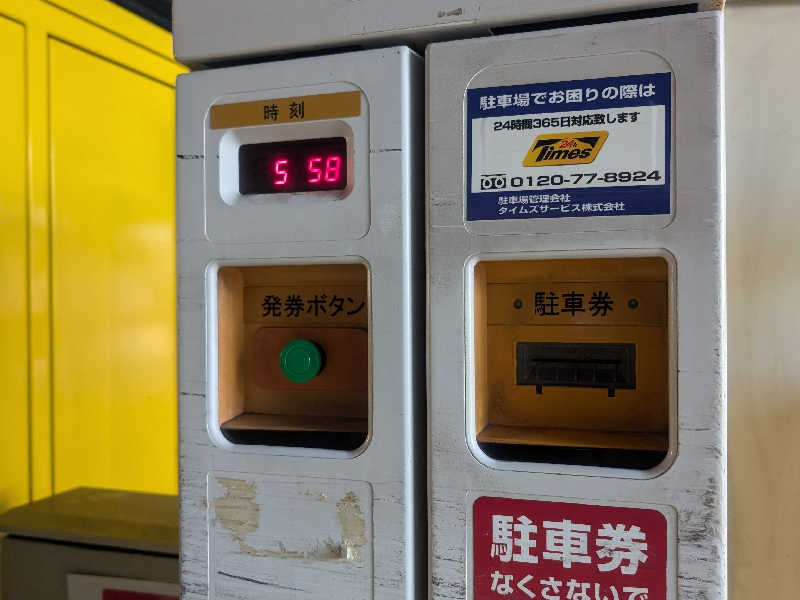 時刻
5 58
発券ボタン
駐車場でお困りの際は
24時間365日対応致します
24h
Times
0120-77-8924
駐車場管理会社
タイムズサービス株式会社
駐車券
駐車券
なくさないで